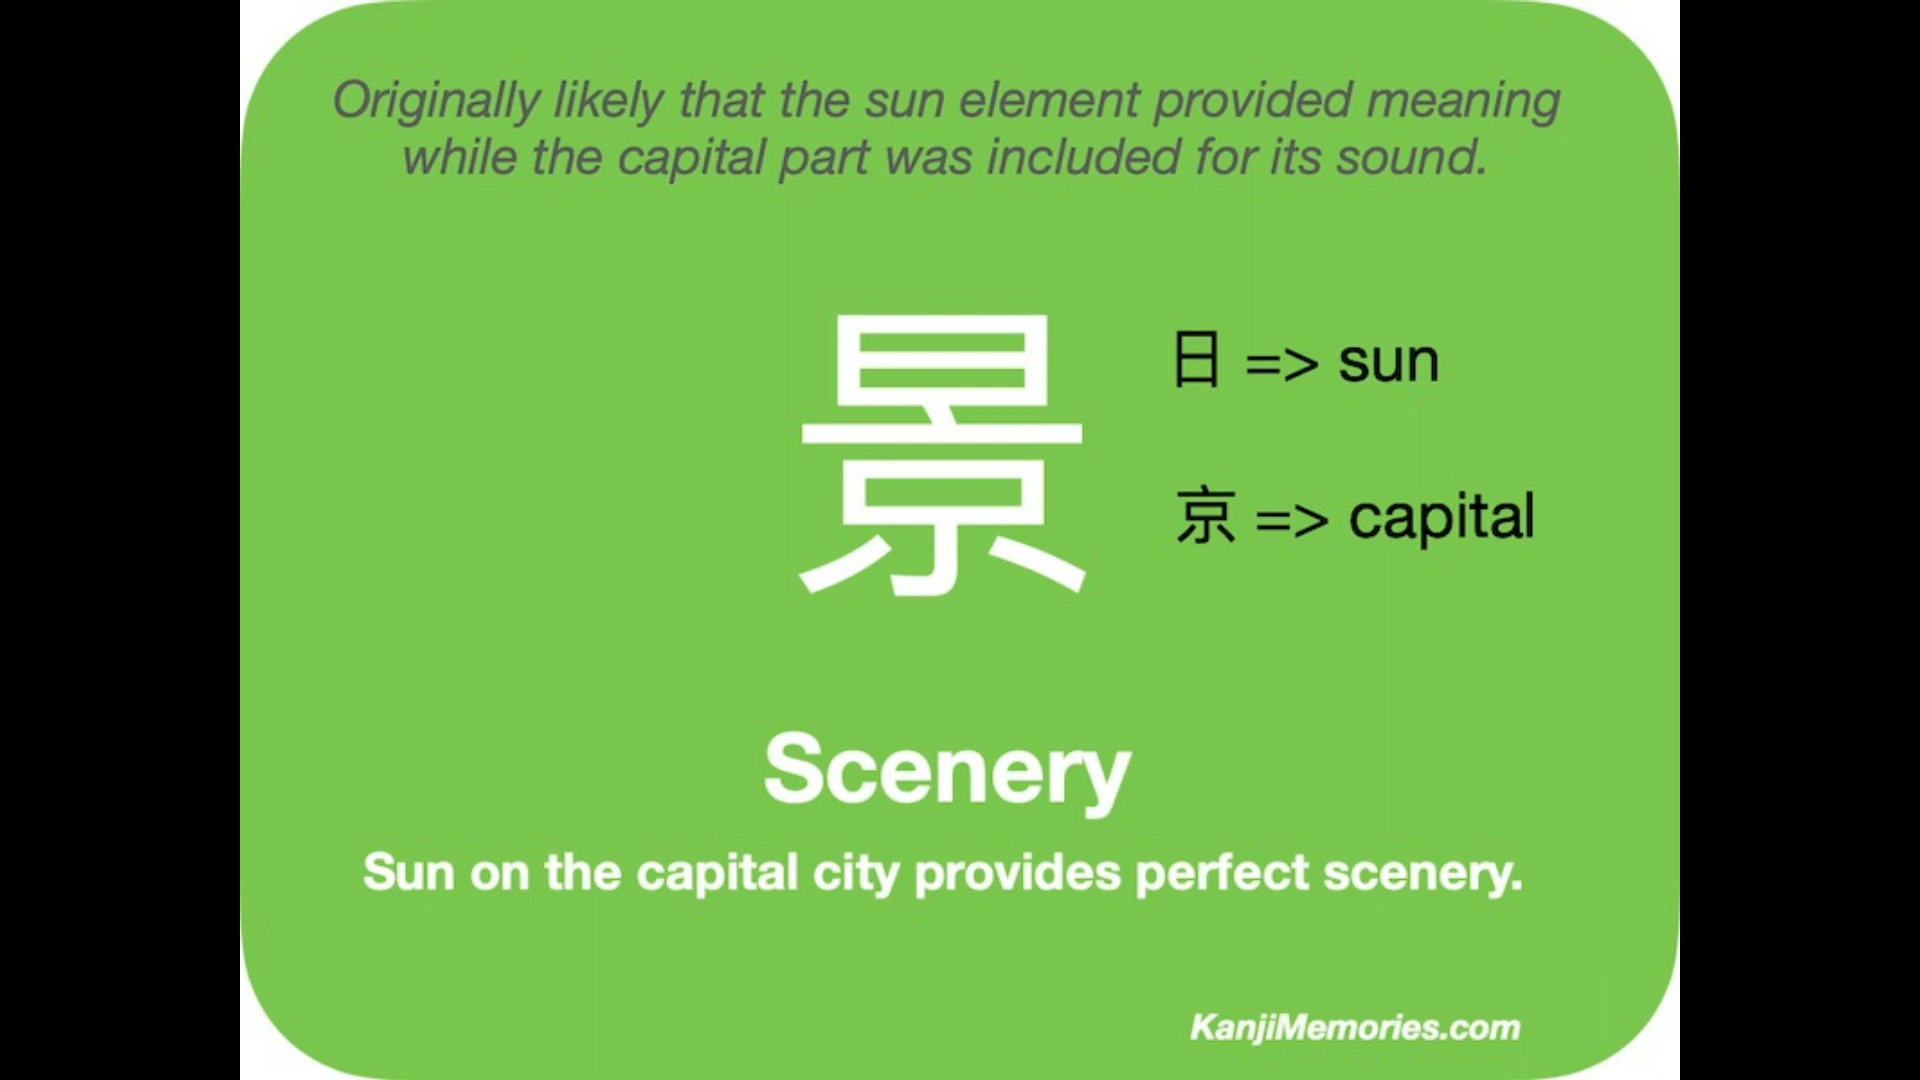 Originally likely that the sun element provided meaning
while the capital part was included for its sound.
景
日 => sun
京 => capital
Scenery
Sun on the capital city provides perfect scenery.
KanjiMemories.com